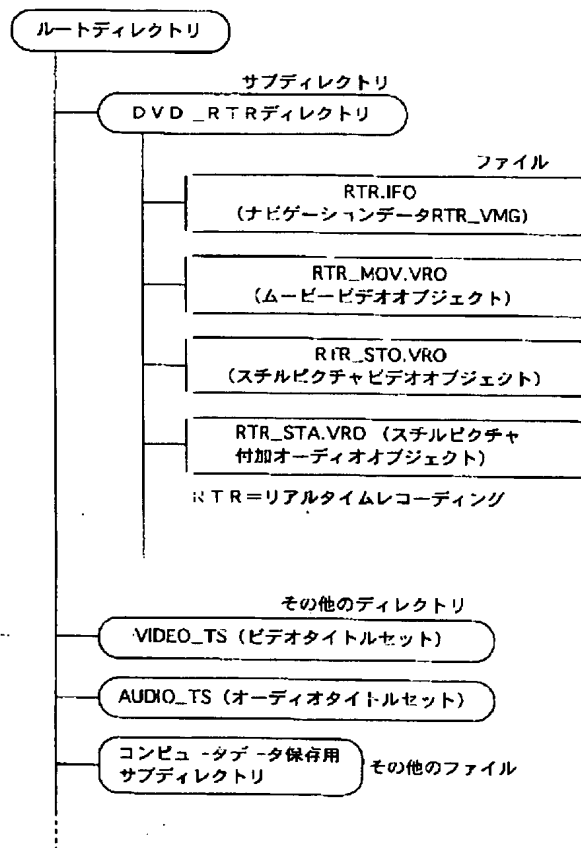 ルートディレクトリ
サブディレクトリ
DVD_RTRディレクトリ
ファイル
RTR.IFO
(ナビゲーションデータRTR_VMG)
RTR_MOV.VRO
(ムービービデオオブジェクト)
RTR_STO.VRO
(スチルピクチャビデオオブジェクト)
RTR_STA.VRO (スチルピクチャ
付加オーディオオブジェクト)
RTR=リアルタイムレコーディング
その他のディレクトリ
VIDEO_TS (ビデオタイトルセット)
AUDIO_TS (オーディオタイトルセット)
コンピュータデータ保存用
サブディレクトリ
その他のファイル